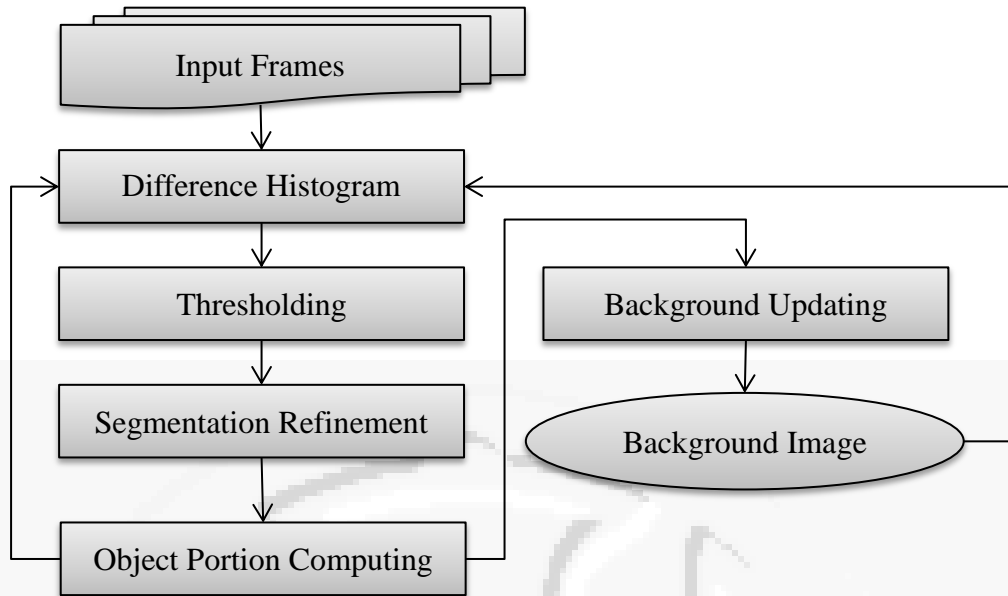 Input Frames
Difference Histogram
Thresholding
Background Updating
Segmentation Refinement
Background Image
Object Portion Computing